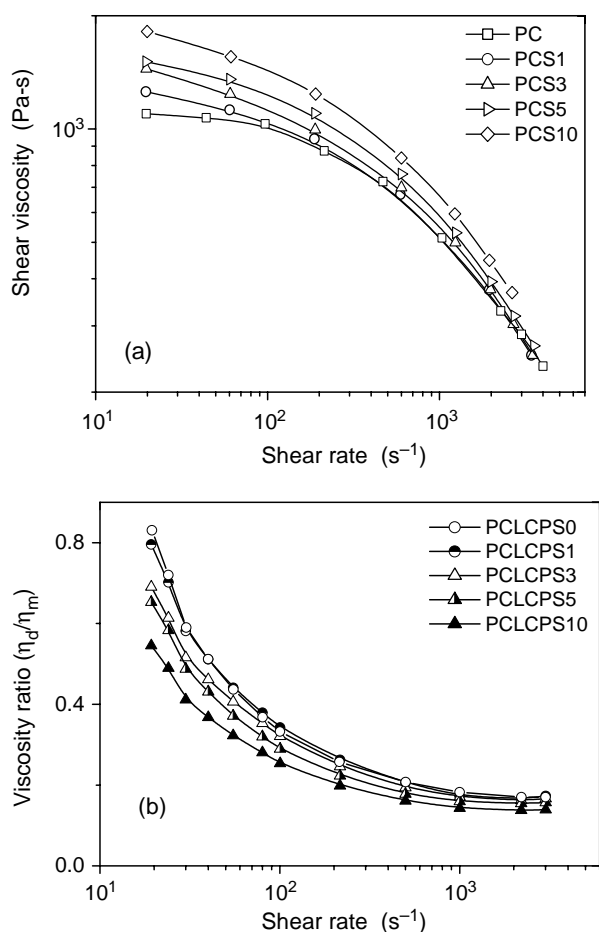 PC
PCS1
PCS3
PCS5
PCS10
10³
Shear viscosity (Pa-s)
(a)
10¹ 10² 10³
Shear rate (s⁻¹)
PCLCPS0
PCLCPS1
PCLCPS3
PCLCPS5
PCLCPS10
0.8
0.4
0.0
Viscosity ratio (η_d/η_m)
(b)
10¹ 10² 10³
Shear rate (s⁻¹)